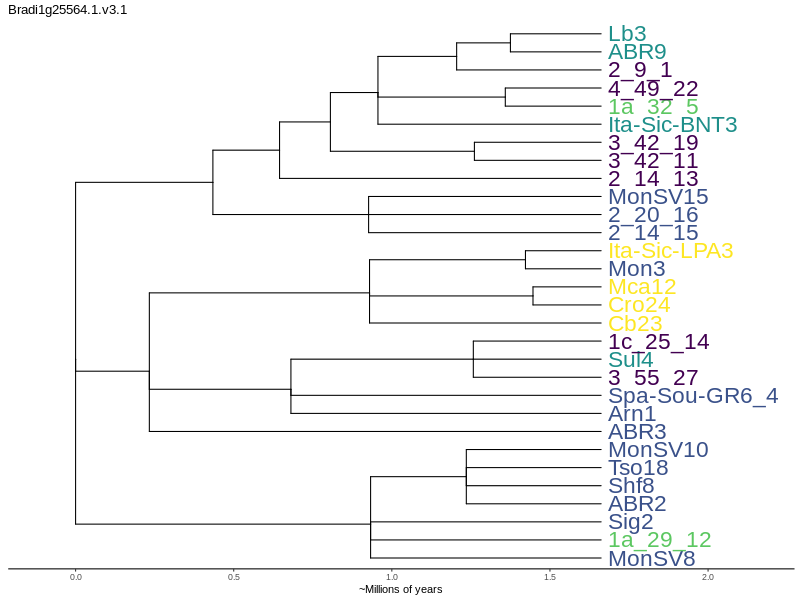 Bradi1g25564.1.v3.1
Lb3
ABR9
2_9_1
4_49_22
1a_32_5
Ita-Sic-BNT3
3_42_19
3_42_11
2_14_13
MonSV15
2_20_16
2_14_15
Ita-Sic-LPA3
Mon3
Mca12
Cro24
Cb23
1c_25_14
Sul4
3_55_27
Spa-Sou-GR6_4
Arn1
ABR3
MonSV10
Tso18
Shf8
ABR2
Sig2
1a_29_12
MonSV8
0.0 0.5 1.0 1.5 2.0
~Millions of years